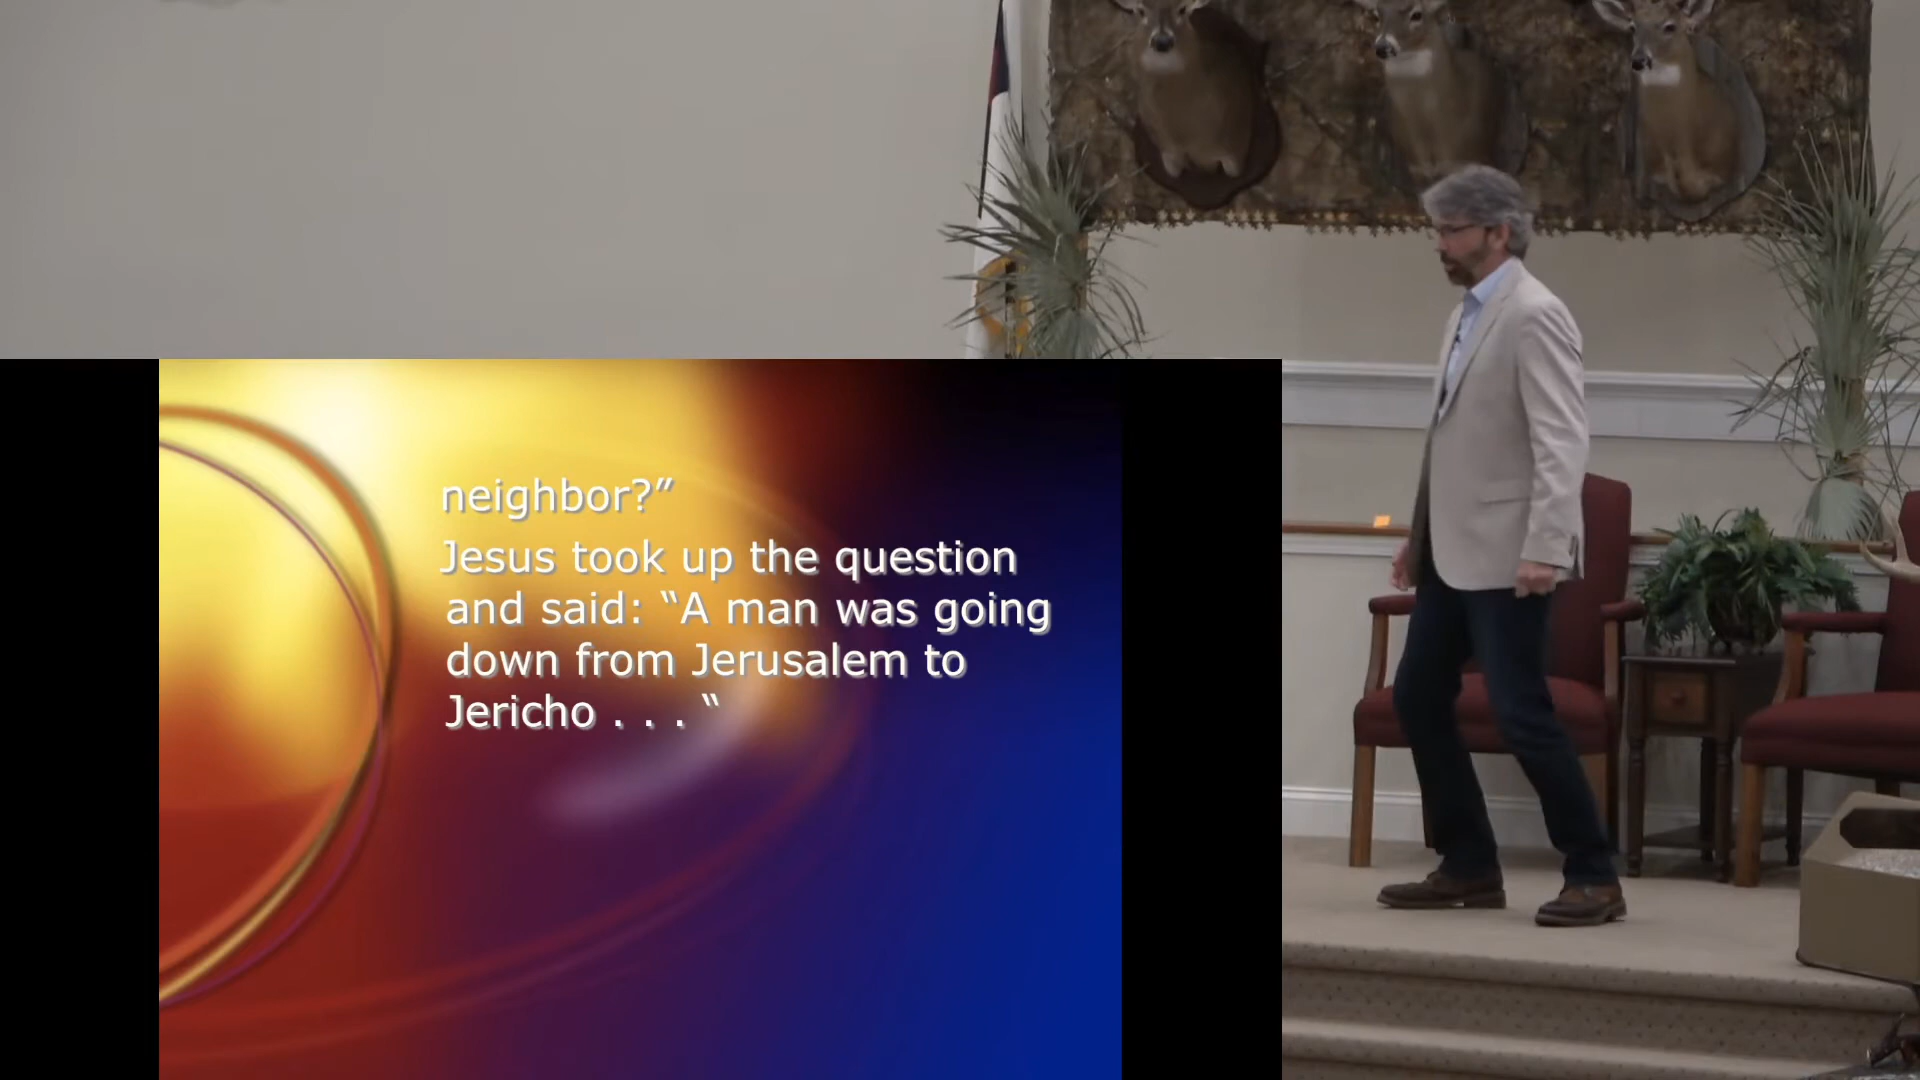 neighbor?”
Jesus took up the question
and said: “A man was going
down from Jerusalem to
Jericho . . . “